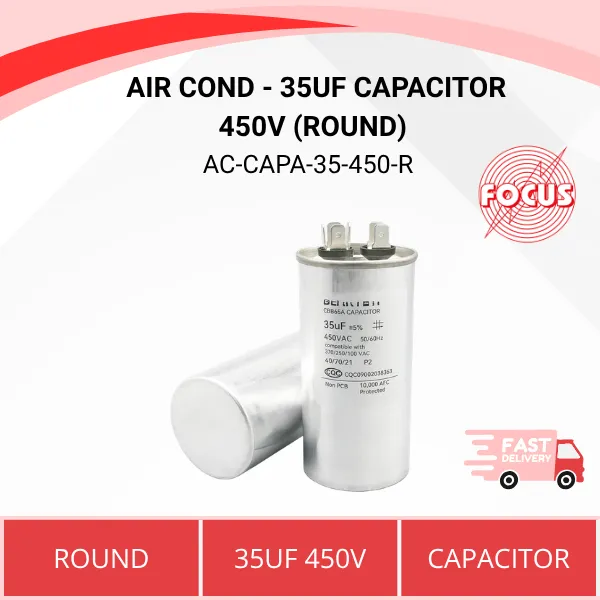 AIR COND - 35UF CAPACITOR
450V (ROUND)
AC-CAPA-35-450-R
FOCUS
CBB65A CAPACITOR
35uF ±5%
450VAC 50/60Hz
compatible with
370/250/100 VAC
40/70/21 P2
CQC CQC09002038363
Non PCB 10,000 AFC
Protected
FAST
DELIVERY
ROUND
35UF 450V
CAPACITOR